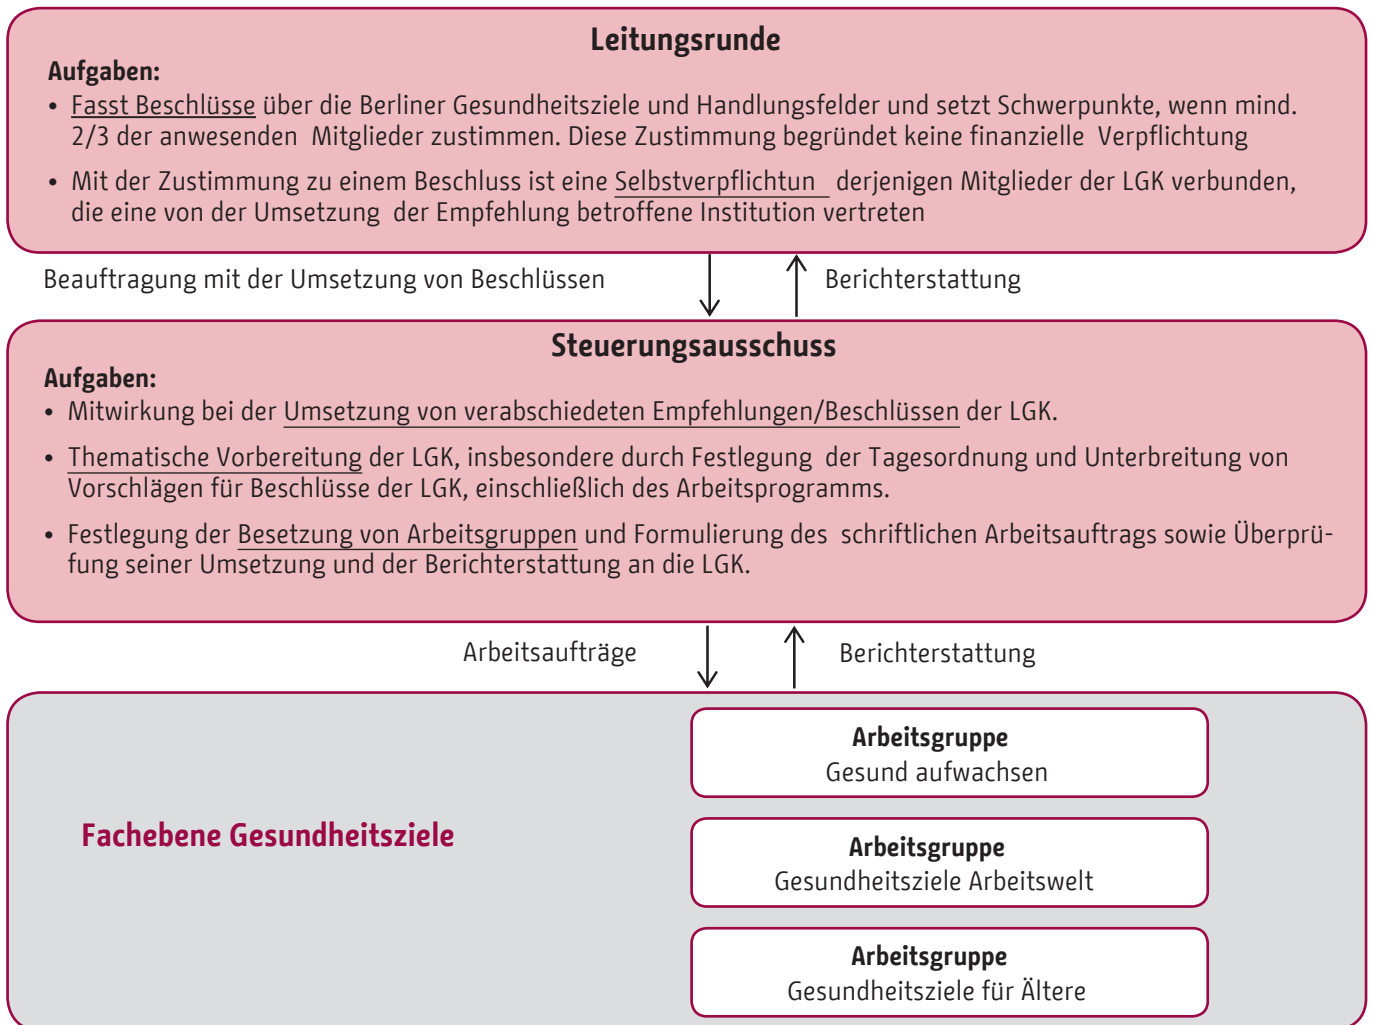 Leitungsrunde
Aufgaben:
• Fasst Beschlüsse über die Berliner Gesundheitsziele und Handlungsfelder und setzt Schwerpunkte, wenn mind.
2/3 der anwesenden Mitglieder zustimmen. Diese Zustimmung begründet keine finanzielle Verpflichtung
• Mit der Zustimmung zu einem Beschluss ist eine Selbstverpflichtun derjenigen Mitglieder der LGK verbunden,
die eine von der Umsetzung der Empfehlung betroffene Institution vertreten
Beauftragung mit der Umsetzung von Beschlüssen
Berichterstattung
Steuerungsausschuss
Aufgaben:
• Mitwirkung bei der Umsetzung von verabschiedeten Empfehlungen/Beschlüssen der LGK.
• Thematische Vorbereitung der LGK, insbesondere durch Festlegung der Tagesordnung und Unterbreitung von
Vorschlägen für Beschlüsse der LGK, einschließlich des Arbeitsprogramms.
• Festlegung der Besetzung von Arbeitsgruppen und Formulierung des schriftlichen Arbeitsauftrags sowie Überprü-
fung seiner Umsetzung und der Berichterstattung an die LGK.
Arbeitsaufträge
Berichterstattung
Fachebene Gesundheitsziele
Arbeitsgruppe
Gesund aufwachsen
Arbeitsgruppe
Gesundheitsziele Arbeitswelt
Arbeitsgruppe
Gesundheitsziele für Ältere